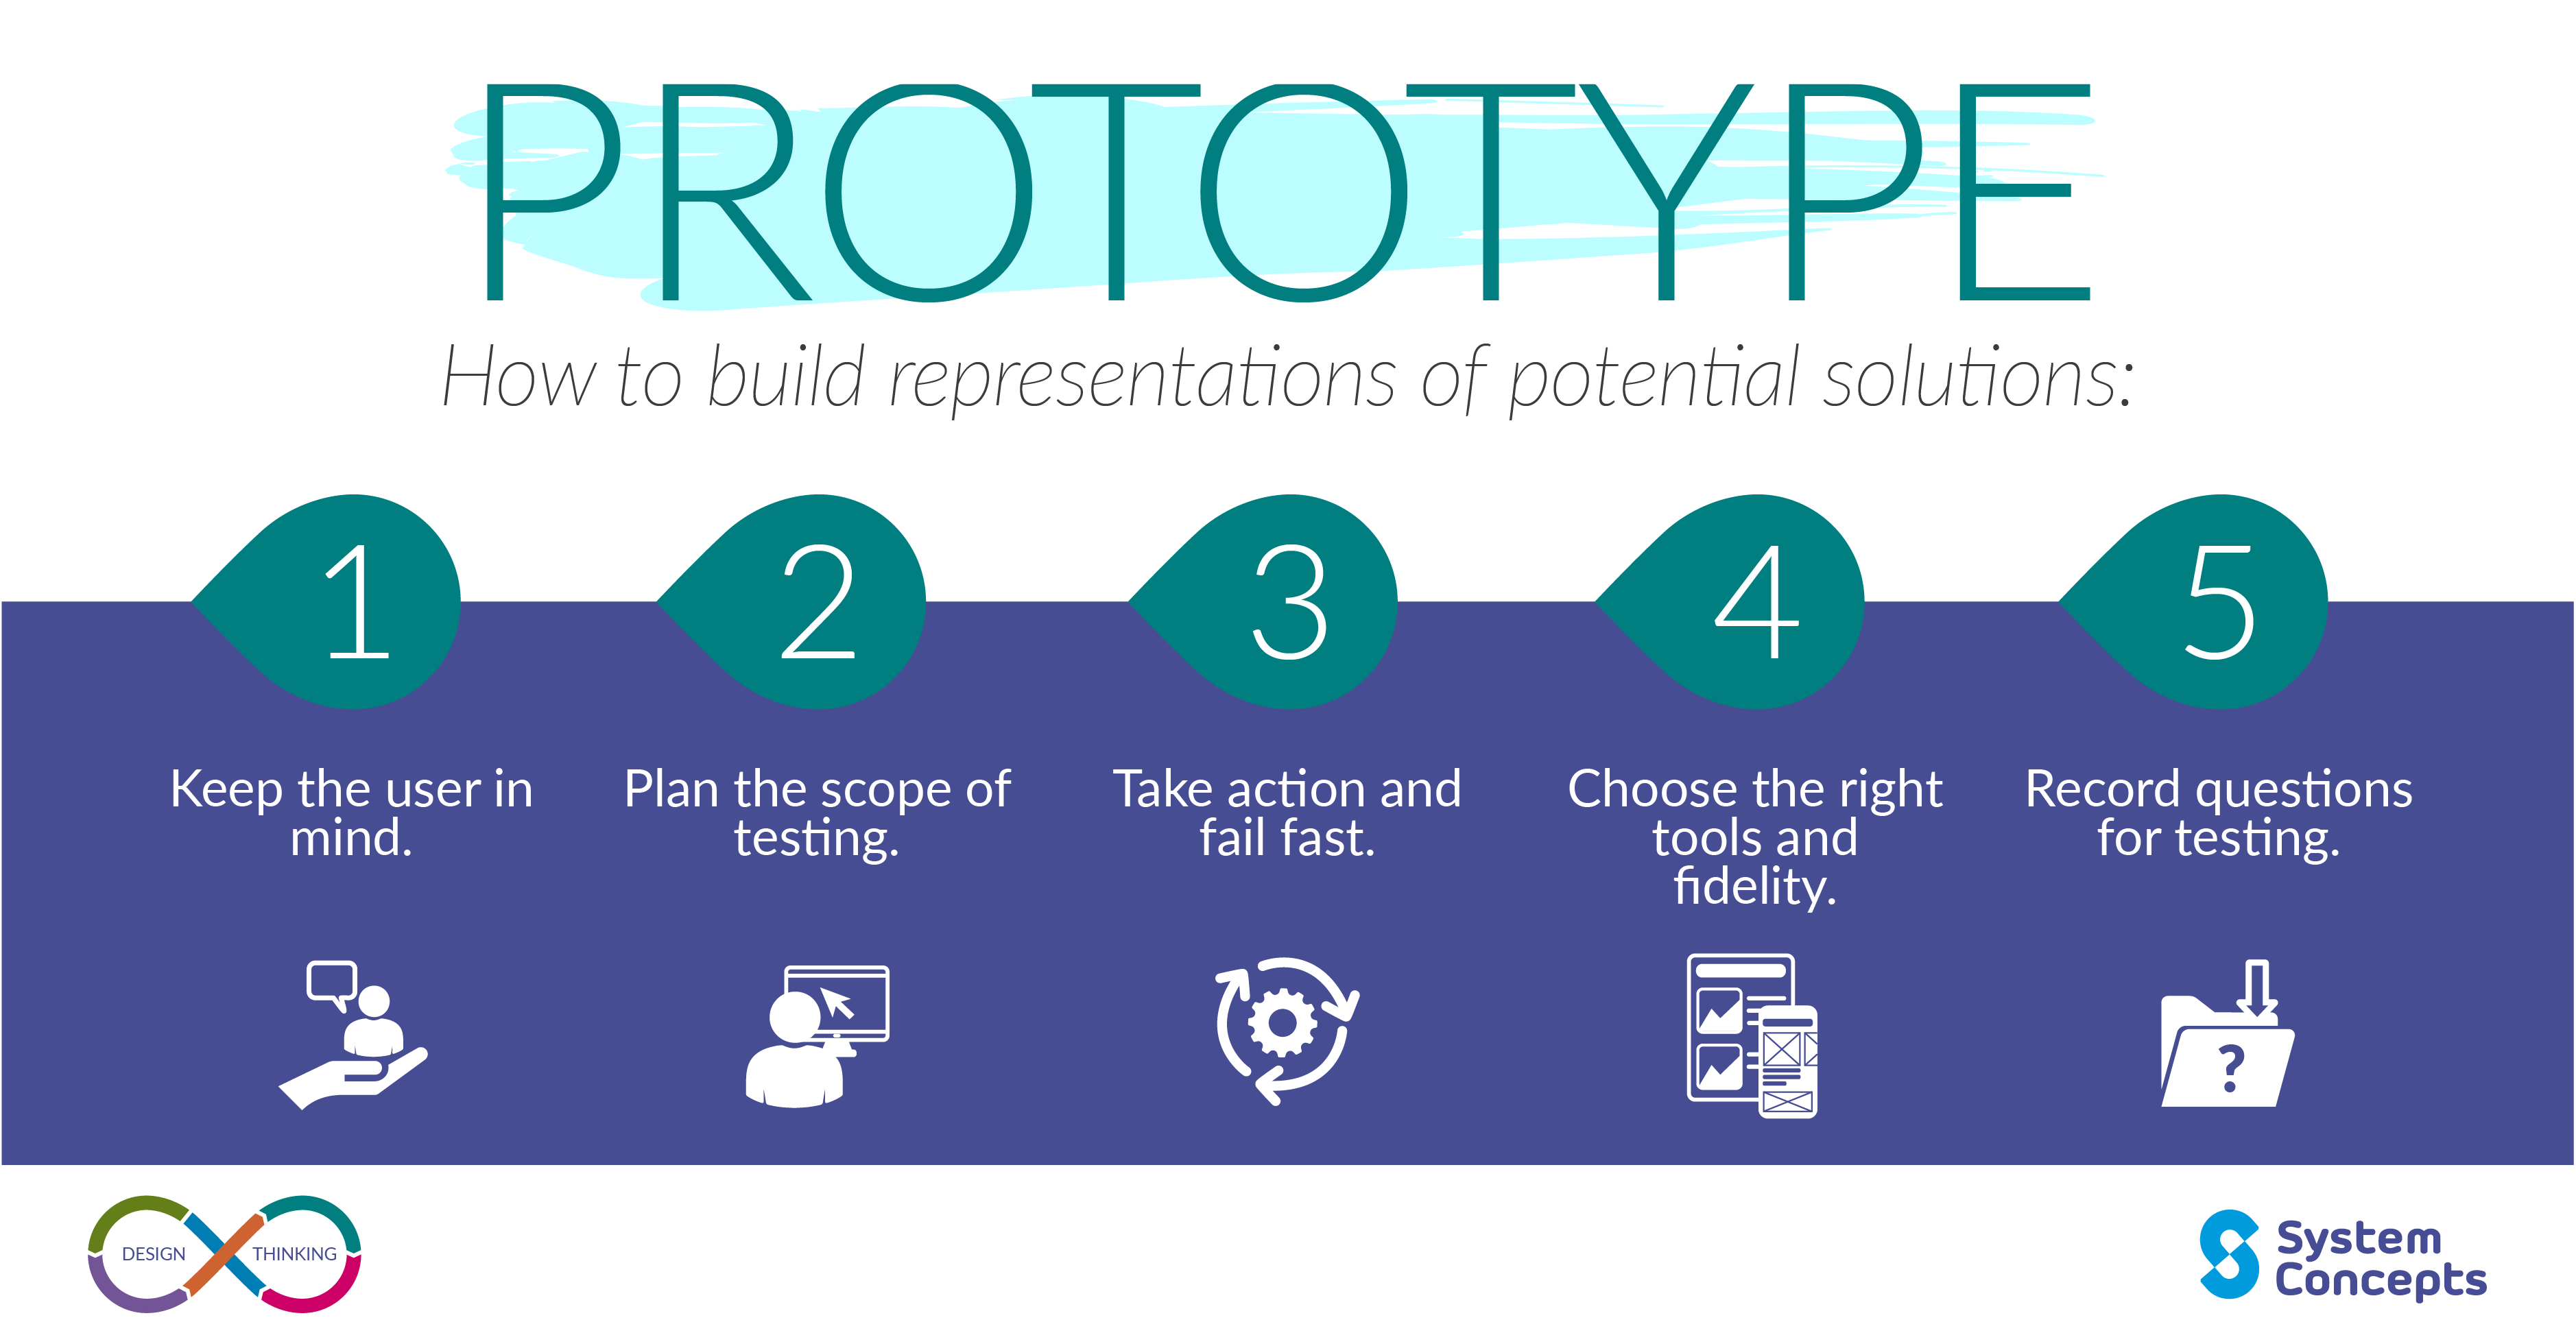 PROTOTYPE
How to build representations of potential solutions:
1
Keep the user in
mind.
2
Plan the scope of
testing.
3
Take action and
fail fast.
4
Choose the right
tools and
fidelity.
5
Record questions
for testing.
?
DESIGN THINKING
System
Concepts